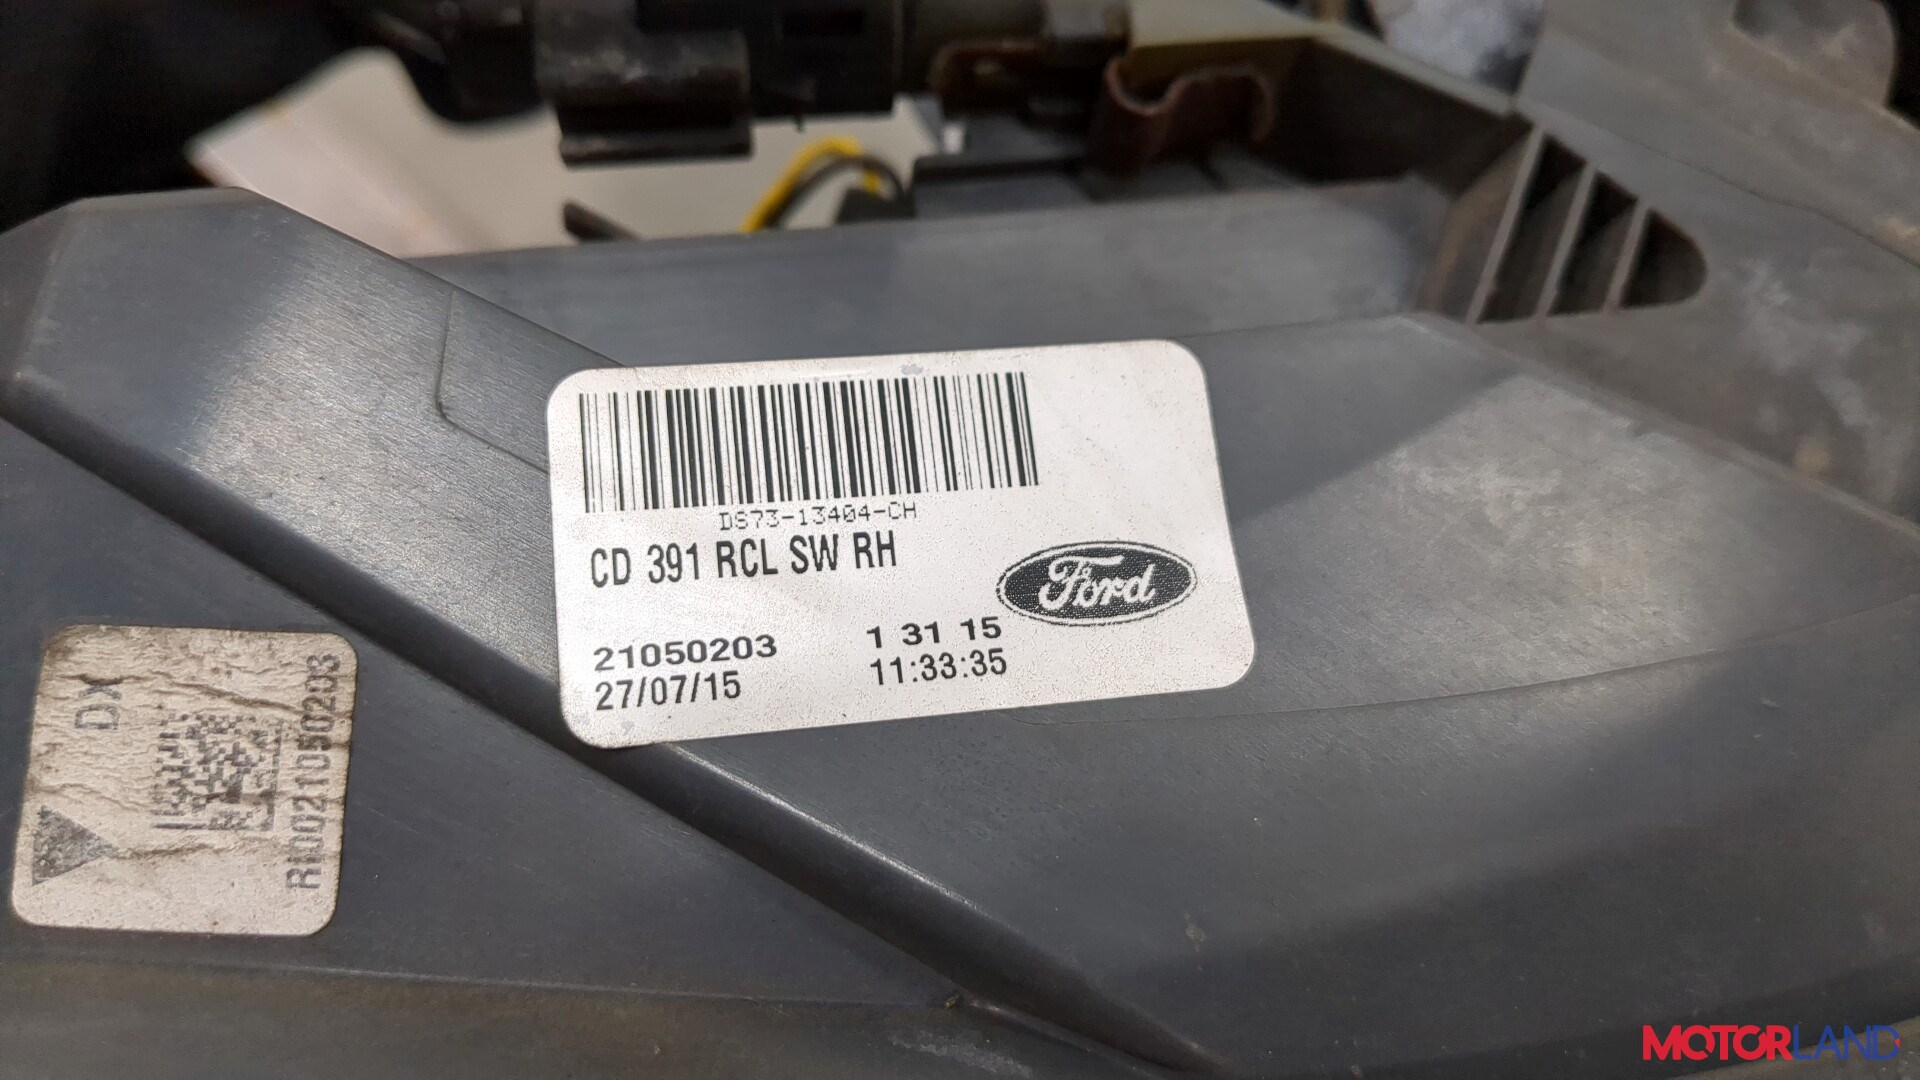 DS73-13404-CH
CD 391 RCL SW RH
Ford
21050203 1 31 15
27/07/15 11:33:35
DX
RI0021050203
MOTORLAND